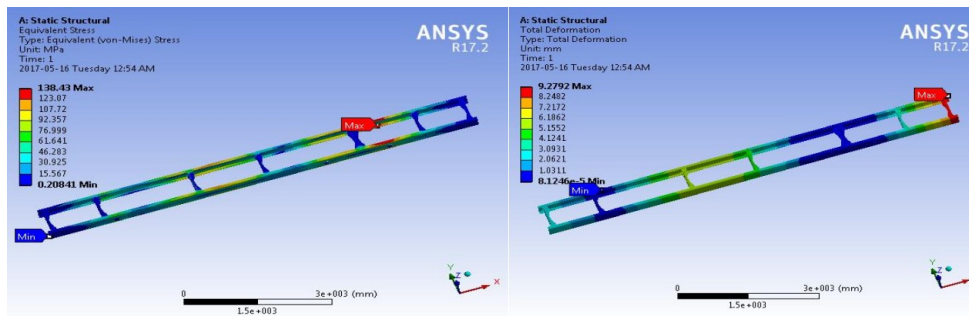 A: Static Structural
Equivalent Stress
Type: Equivalent (von-Mises) Stress
Unit: MPa
Time: 1
2017-05-16 Tuesday 12:54 AM
ANSYS
R17.2
138.43 Max
123.07
107.72
92.357
76.999
61.641
46.283
30.925
15.567
0.20841 Min
Max
Min
0
3e+003 (mm)
1.5e+003
Y
Z
X
A: Static Structural
Total Deformation
Type: Total Deformation
Unit: mm
Time: 1
2017-05-16 Tuesday 12:54 AM
ANSYS
R17.2
9.2792 Max
8.2482
7.2172
6.1862
5.1552
4.1241
3.0931
2.0621
1.0311
8.1246e-5 Min
Max
Min
0
3e+003 (mm)
1.5e+003
Y
Z
X